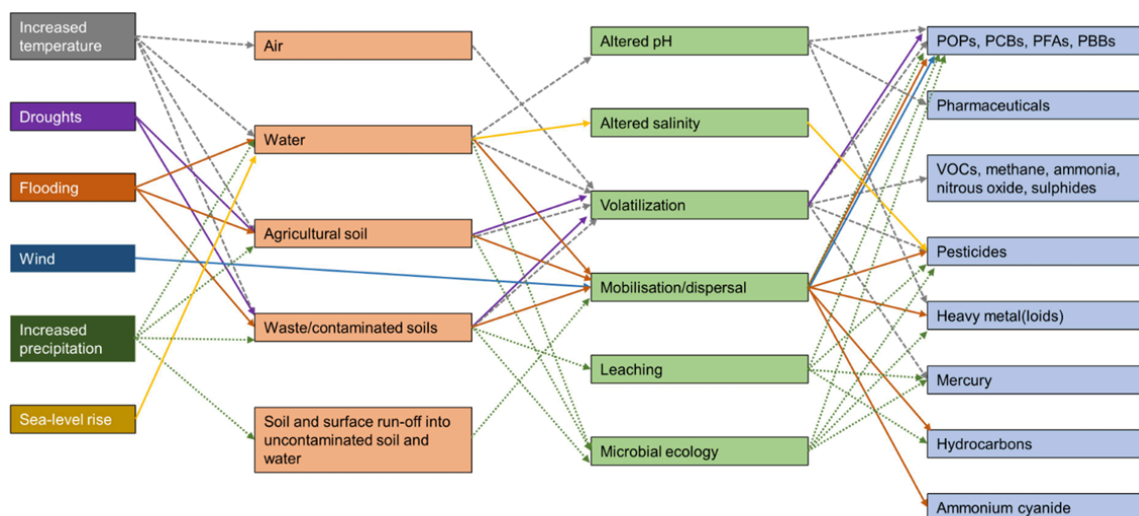 Increased
temperature
Droughts
Flooding
Wind
Increased
precipitation
Sea-level rise
Air
Water
Agricultural soil
Waste/contaminated soils
Soil and surface run-off into
uncontaminated soil and
water
Altered pH
Altered salinity
Volatilization
Mobilisation/dispersal
Leaching
Microbial ecology
POPs, PCBs, PFAs, PBBs
Pharmaceuticals
VOCs, methane, ammonia,
nitrous oxide, sulphides
Pesticides
Heavy metal(loids)
Mercury
Hydrocarbons
Ammonium cyanide